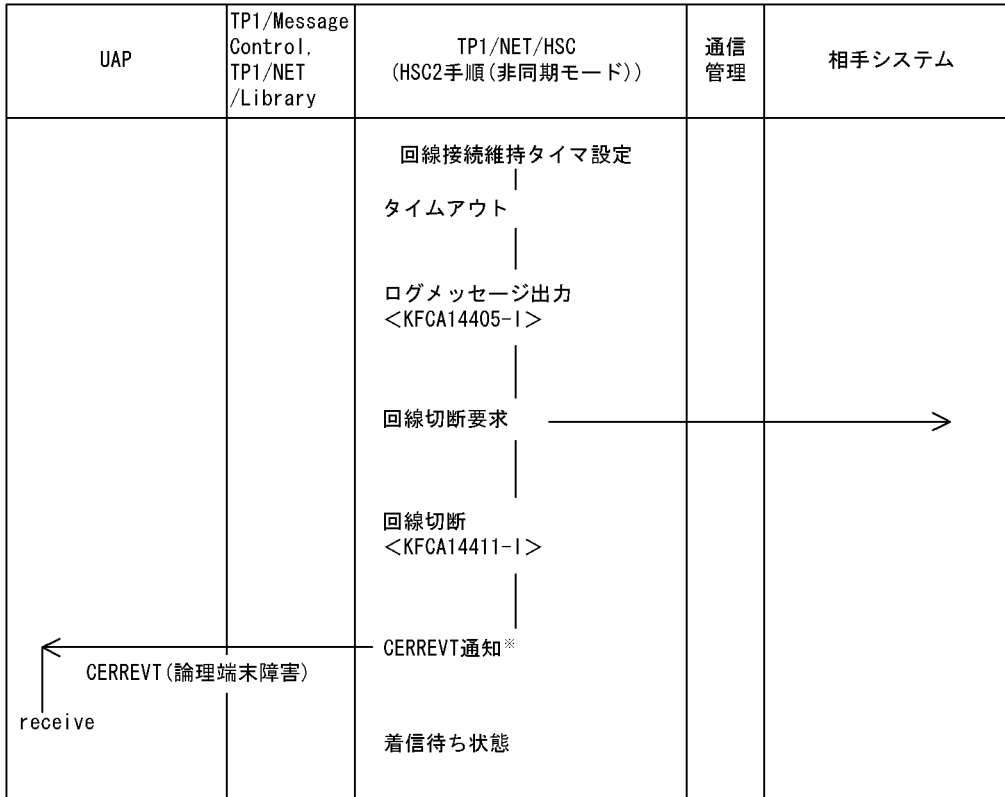 UAP
TP1/Message
Control,
TP1/NET
/Library
TP1/NET/HSC
(HSC2手順(非同期モード))
通信
管理
相手システム
回線接続維持タイマ設定
タイムアウト
ログメッセージ出力
<KFCA14405-I>
回線切断要求
回線切断
<KFCA14411-I>
CERREVT通知※
CERREVT(論理端末障害)
receive
着信待ち状態